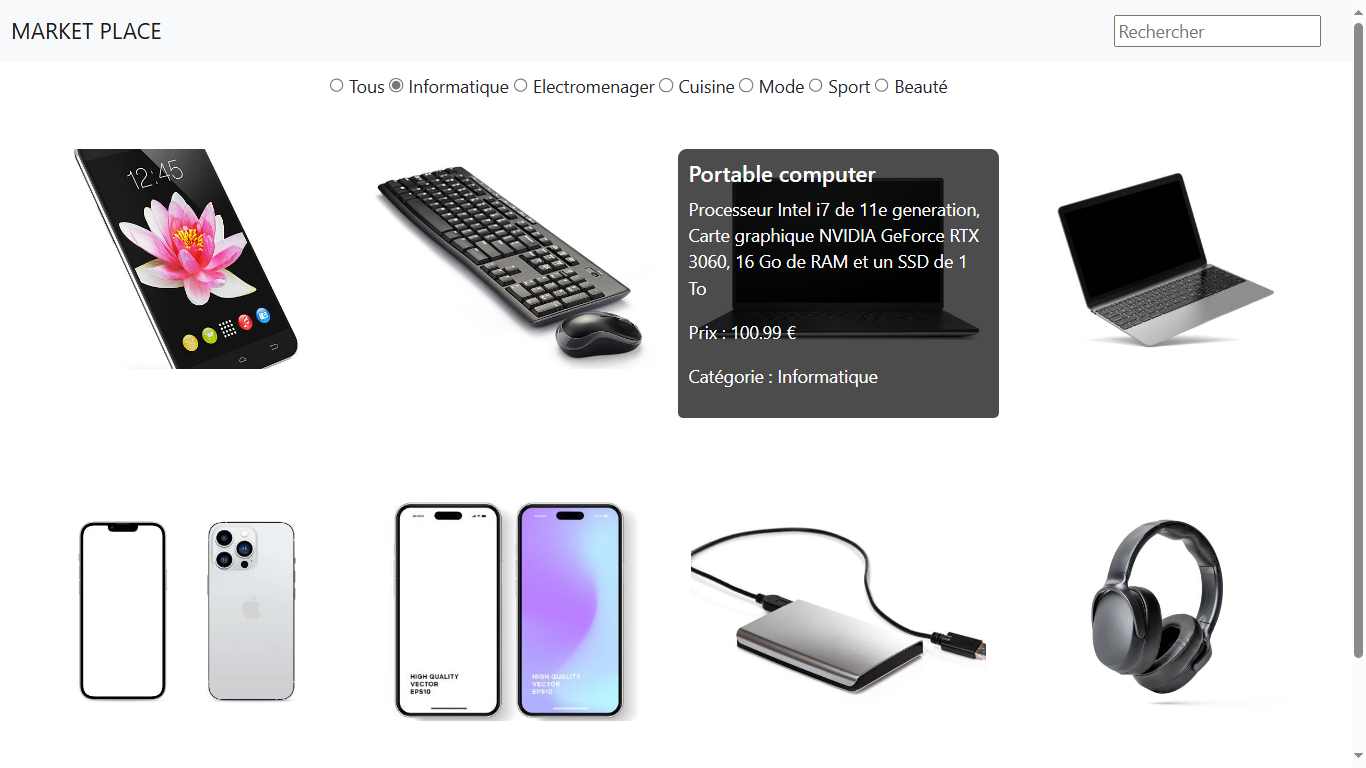 MARKET PLACE
Rechercher
Tous Informatique Electromenager Cuisine Mode Sport Beauté
12:45
Portable computer
Processeur Intel i7 de 11e generation,
Carte graphique NVIDIA GeForce RTX
3060, 16 Go de RAM et un SSD de 1
To
Prix : 100.99 €
Catégorie : Informatique
HIGH QUALITY
VECTOR
EPS10
HIGH QUALITY
VECTOR
EPS10